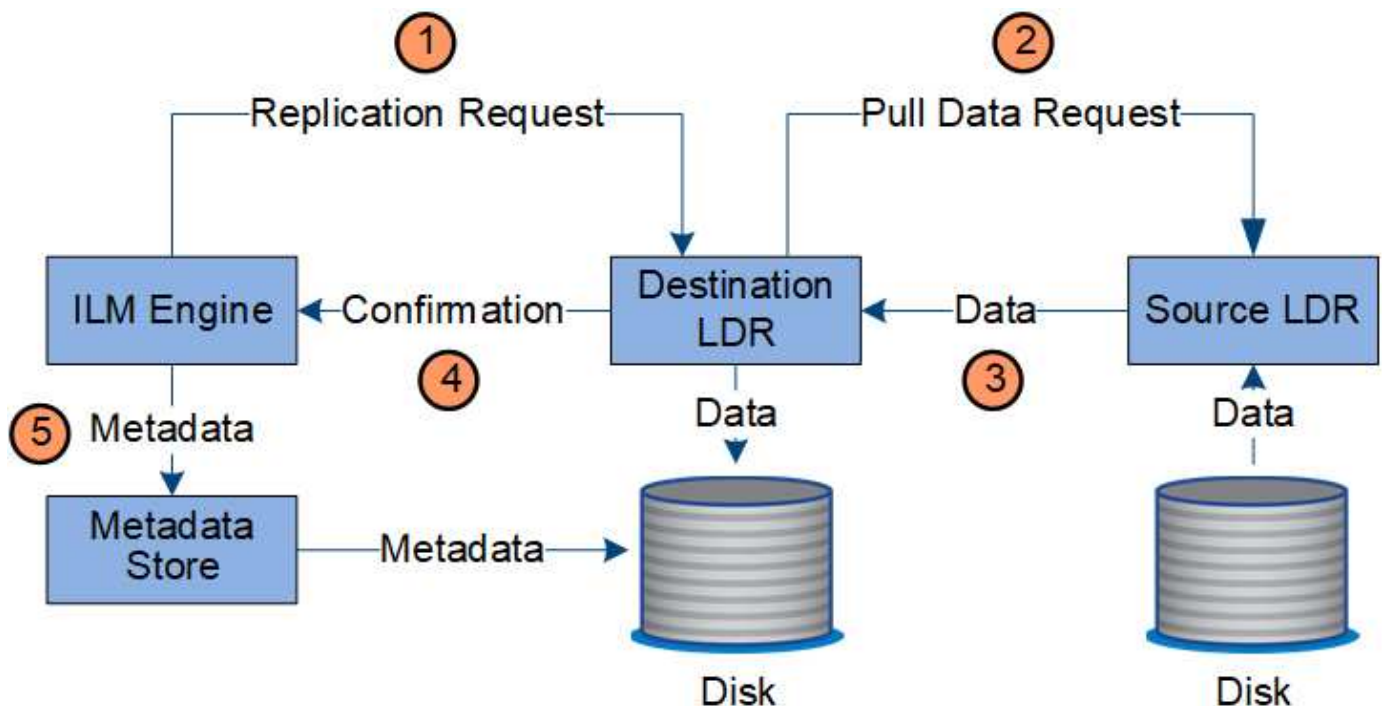 1
2
Replication Request
Pull Data Request
ILM Engine
Confirmation
Destination
LDR
Data
Source LDR
4
3
5
Metadata
Data
Data
Metadata
Store
Metadata
Disk
Disk